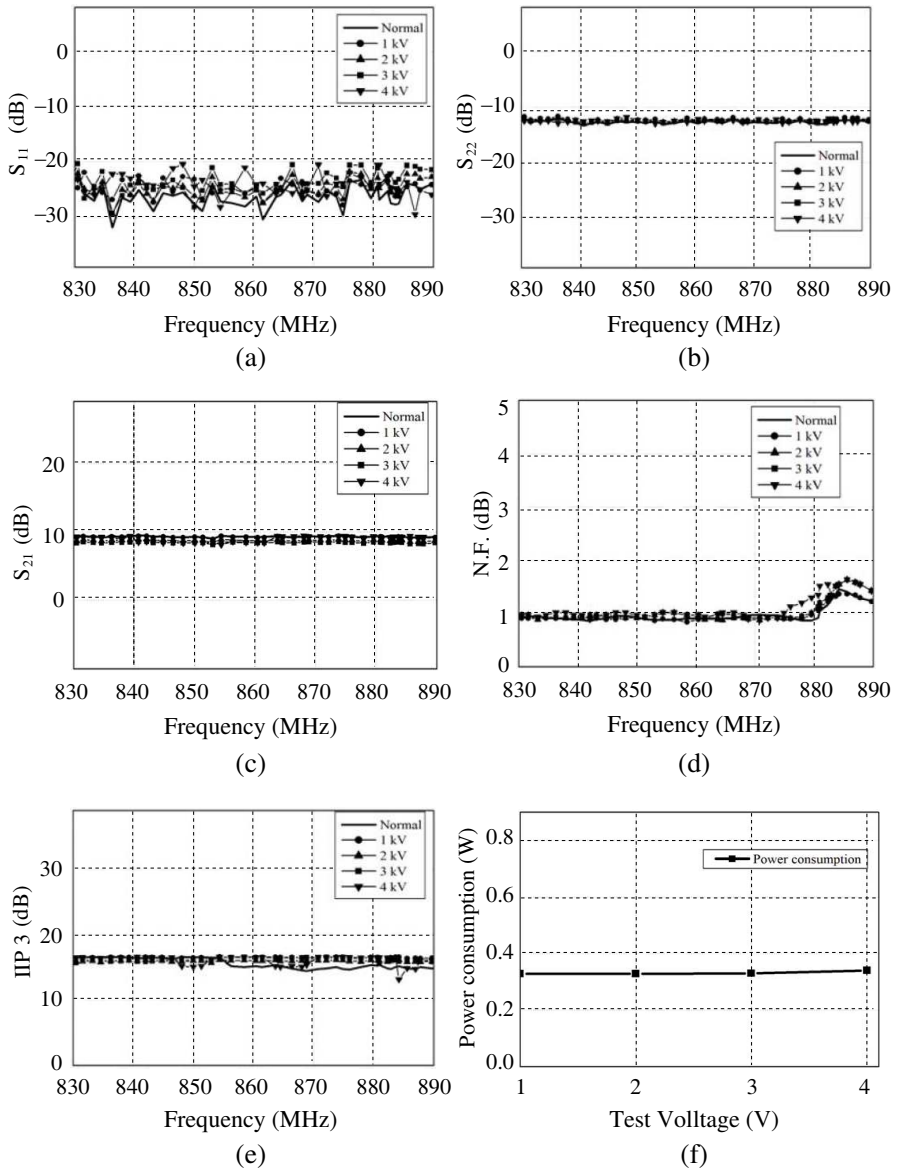 Normal
1 kV
2 kV
3 kV
4 kV
0
–10
–20
–30
S11 (dB)
830 840 850 860 870 880 890
Frequency (MHz)
(a)
0
–10
–20
–30
S22 (dB)
Normal
1 kV
2 kV
3 kV
4 kV
830 840 850 860 870 880 890
Frequency (MHz)
(b)
Normal
1 kV
2 kV
3 kV
4 kV
20
10
0
S21 (dB)
830 840 850 860 870 880 890
Frequency (MHz)
(c)
Normal
1 kV
2 kV
3 kV
4 kV
5
4
3
2
1
0
N.F. (dB)
830 840 850 860 870 880 890
Frequency (MHz)
(d)
Normal
1 kV
2 kV
3 kV
4 kV
30
20
10
0
IIP 3 (dB)
830 840 850 860 870 880 890
Frequency (MHz)
(e)
Power consumption
0.8
0.6
0.4
0.2
0.0
Power consumption (W)
1 2 3 4
Test Volltage (V)
(f)